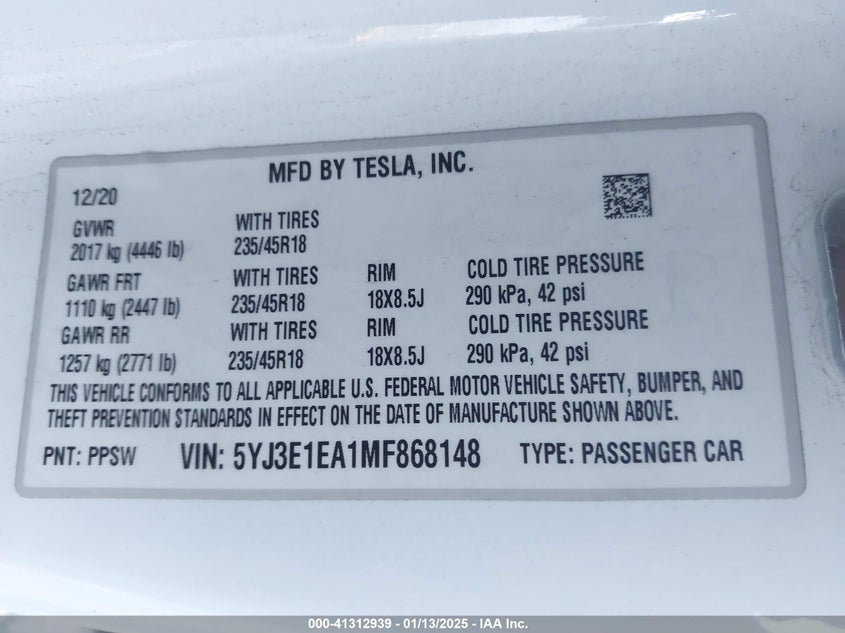 MFD BY TESLA, INC.
12/20
GVWR WITH TIRES
2017 kg (4446 lb) 235/45R18
GAWR FRT WITH TIRES RIM COLD TIRE PRESSURE
1110 kg (2447 lb) 235/45R18 18X8.5J 290 kPa, 42 psi
GAWR RR WITH TIRES RIM COLD TIRE PRESSURE
1257 kg (2771 lb) 235/45R18 18X8.5J 290 kPa, 42 psi
THIS VEHICLE CONFORMS TO ALL APPLICABLE U.S. FEDERAL MOTOR VEHICLE SAFETY, BUMPER, AND
THEFT PREVENTION STANDARDS IN EFFECT ON THE DATE OF MANUFACTURE SHOWN ABOVE.
PNT: PPSW VIN: 5YJ3E1EA1MF868148 TYPE: PASSENGER CAR
000-41312939 - 01/13/2025 - IAA Inc.